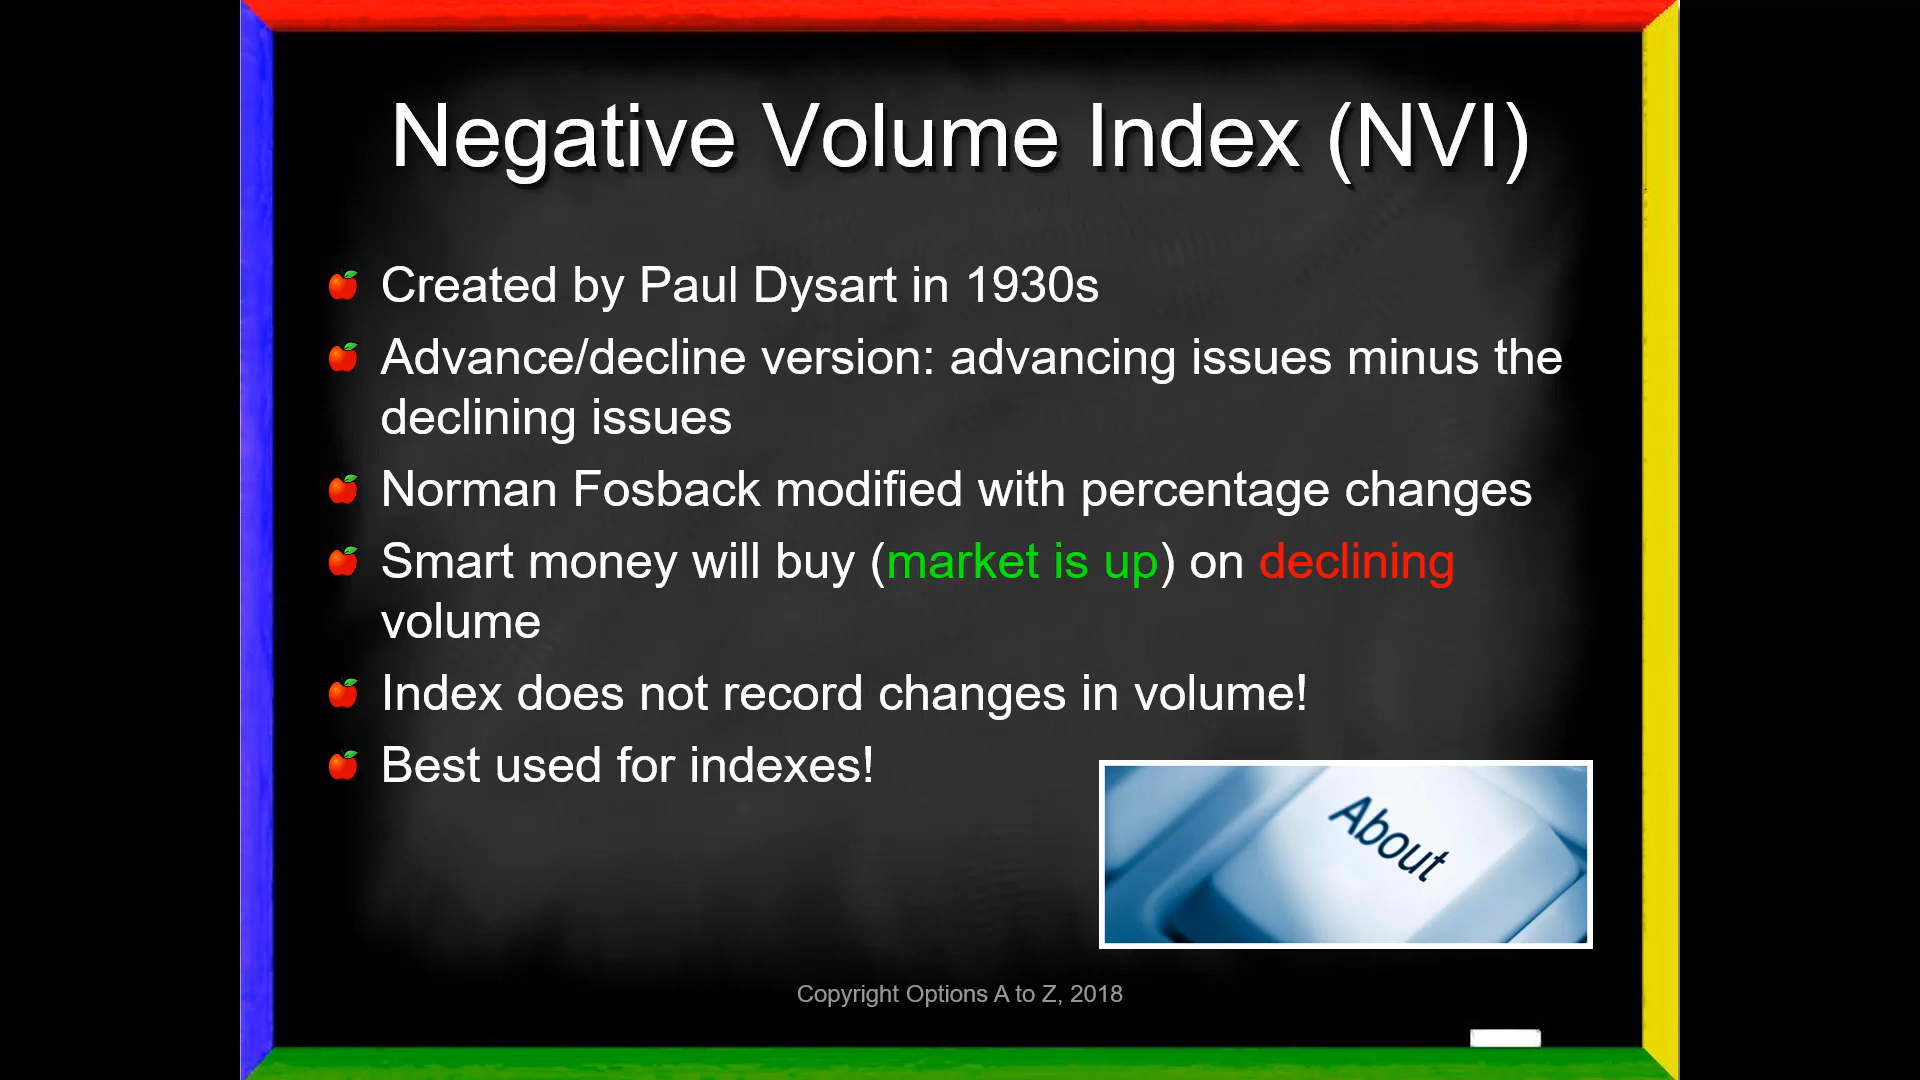 Negative Volume Index (NVI)
Created by Paul Dysart in 1930s
Advance/decline version: advancing issues minus the
declining issues
Norman Fosback modified with percentage changes
Smart money will buy (market is up) on declining
volume
Index does not record changes in volume!
Best used for indexes!
About
Copyright Options A to Z, 2018